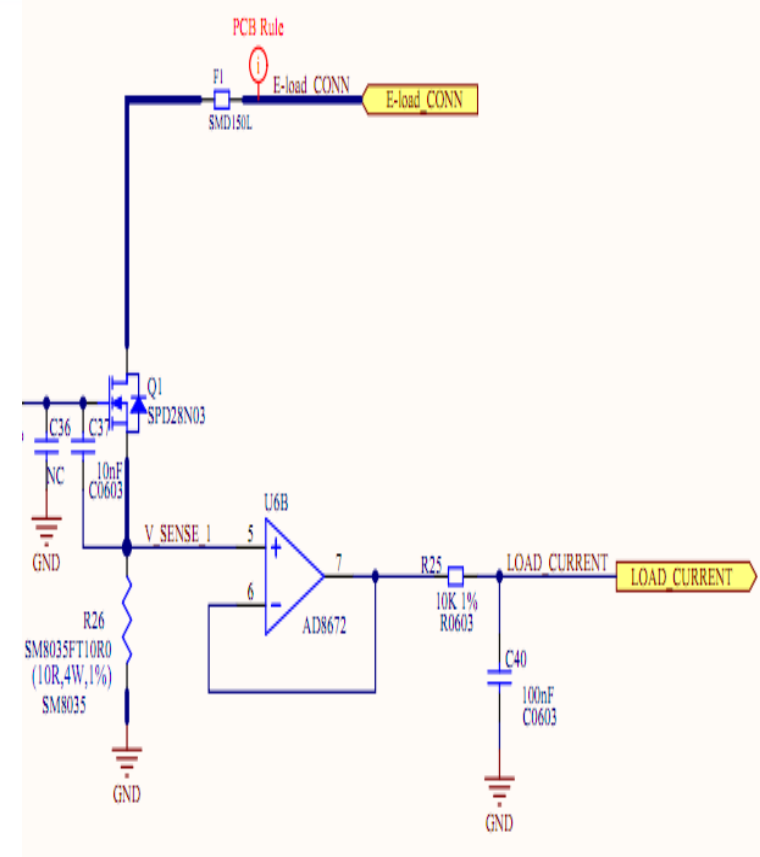 PCB Rule
i
F1
E-load_CONN
E-load_CONN
SMD150L
Q1
SPD28N03
C36
C37
NC
10nF
C0603
GND
V_SENSE_1
U6B
5
+
7
6
−
AD8672
R25
LOAD_CURRENT
LOAD_CURRENT
10K 1%
R0603
R26
SM8035FT10R0
(10R,4W,1%)
SM8035
C40
100nF
C0603
GND
GND